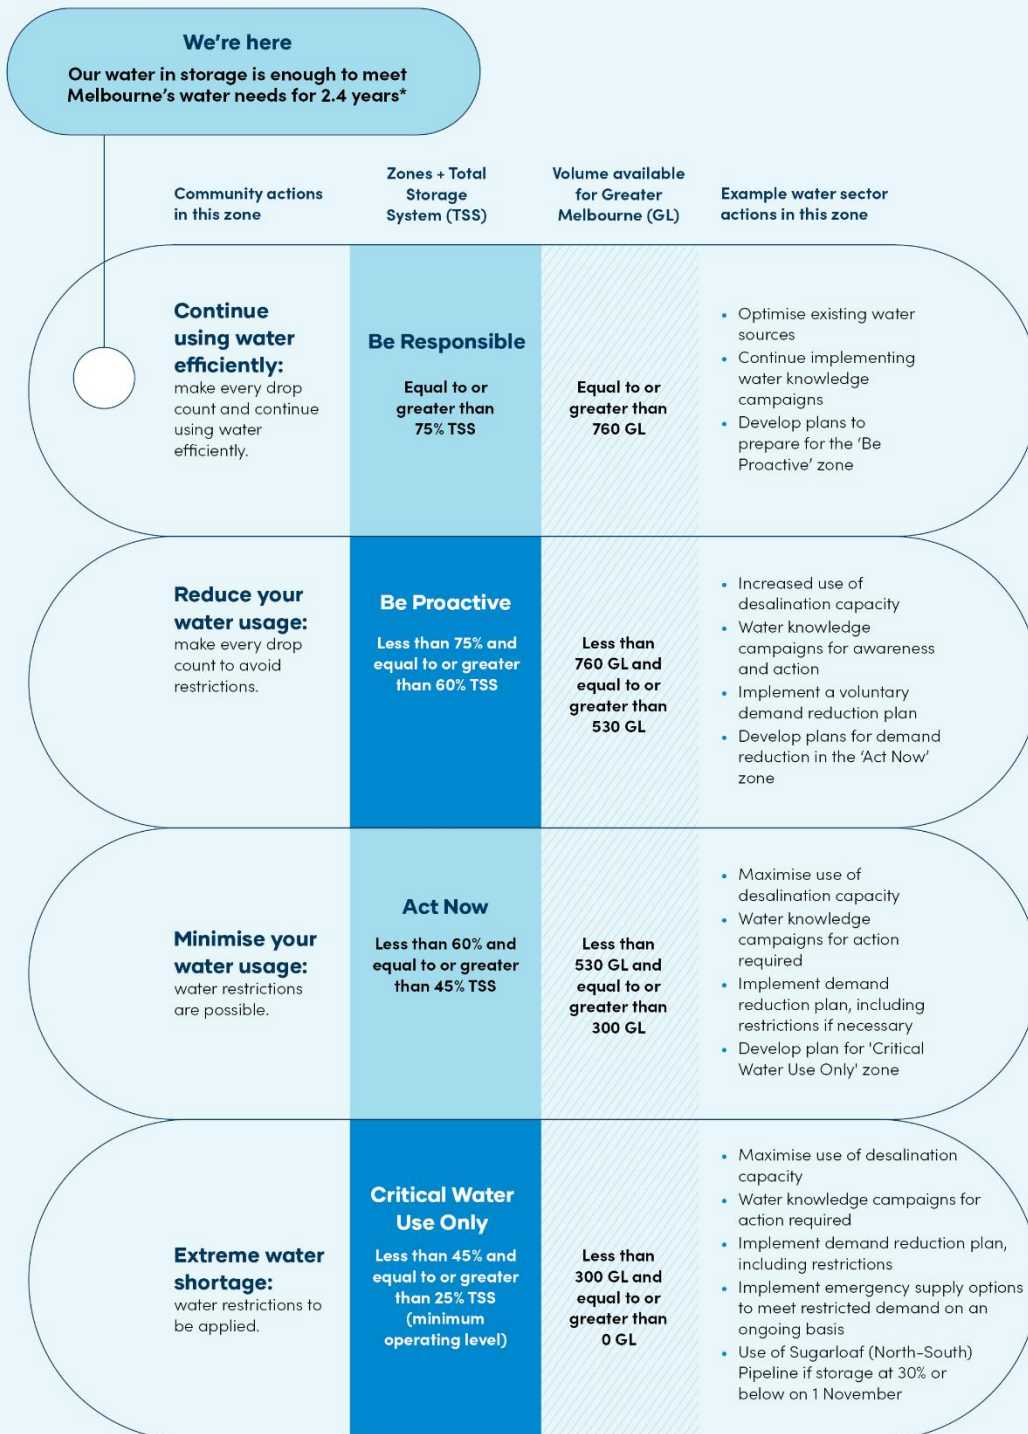 We're here
Our water in storage is enough to meet
Melbourne's water needs for 2.4 years*
Community actions
in this zone
Zones + Total
Storage
System (TSS)
Volume available
for Greater
Melbourne (GL)
Example water sector
actions in this zone
Continue
using water
efficiently:
make every drop
count and continue
using water
efficiently.
Be Responsible
Equal to or
greater than
75% TSS
Equal to or
greater than
760 GL
• Optimise existing water
sources
• Continue implementing
water knowledge
campaigns
• Develop plans to
prepare for the 'Be
Proactive' zone
Reduce your
water usage:
make every drop
count to avoid
restrictions.
Be Proactive
Less than 75% and
equal to or greater
than 60% TSS
Less than
760 GL and
equal to or
greater than
530 GL
• Increased use of
desalination capacity
• Water knowledge
campaigns for awareness
and action
• Implement a voluntary
demand reduction plan
• Develop plans for demand
reduction in the 'Act Now'
zone
Minimise your
water usage:
water restrictions
are possible.
Act Now
Less than 60% and
equal to or greater
than 45% TSS
Less than
530 GL and
equal to or
greater than
300 GL
• Maximise use of
desalination capacity
• Water knowledge
campaigns for action
required
• Implement demand
reduction plan, including
restrictions if necessary
• Develop plan for 'Critical
Water Use Only' zone
Extreme water
shortage:
water restrictions to
be applied.
Critical Water
Use Only
Less than 45% and
equal to or greater
than 25% TSS
(minimum
operating level)
Less than
300 GL and
equal to or
greater than
0 GL
• Maximise use of desalination
capacity
• Water knowledge campaigns for
action required
• Implement demand reduction plan,
including restrictions
• Implement emergency supply options
to meet restricted demand on an
ongoing basis
• Use of Sugarloaf (North-South)
Pipeline if storage at 30% or
below on 1 November